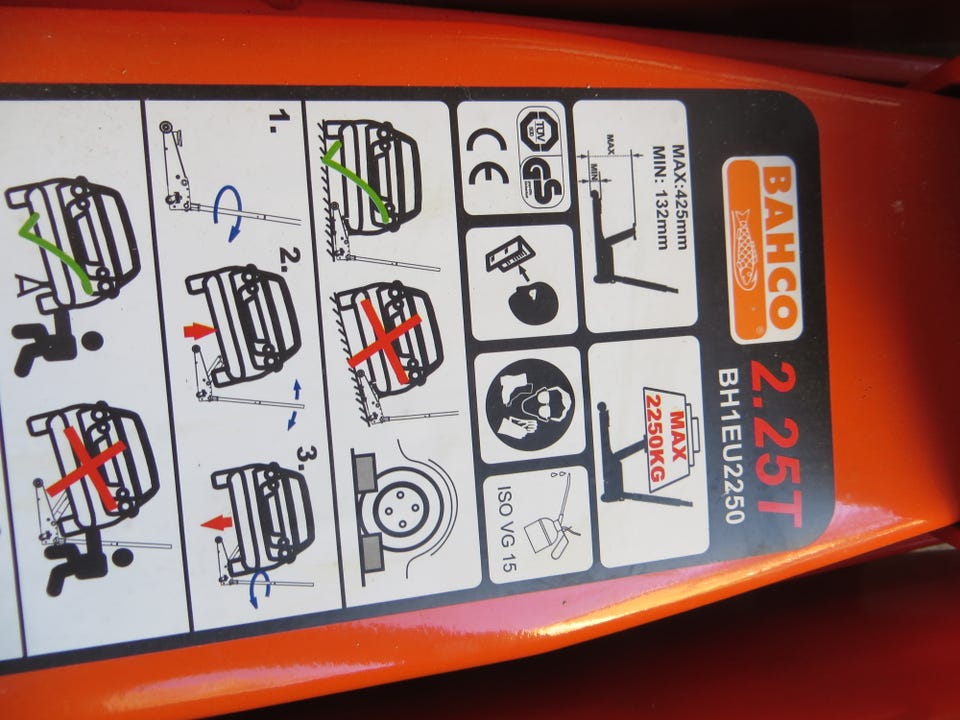 BAHCO
®
2.25T
BH1EU2250
MAX:425mm
MIN: 132mm
MAX
MIN
MAX
2250KG
TÜV
GS
CE
ISO VG 15
1.
2.
3.